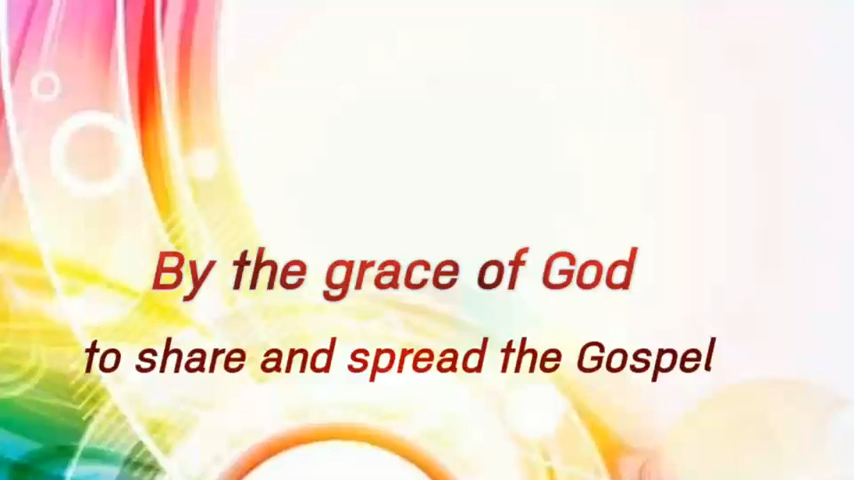 By the grace of God
to share and spread the Gospel